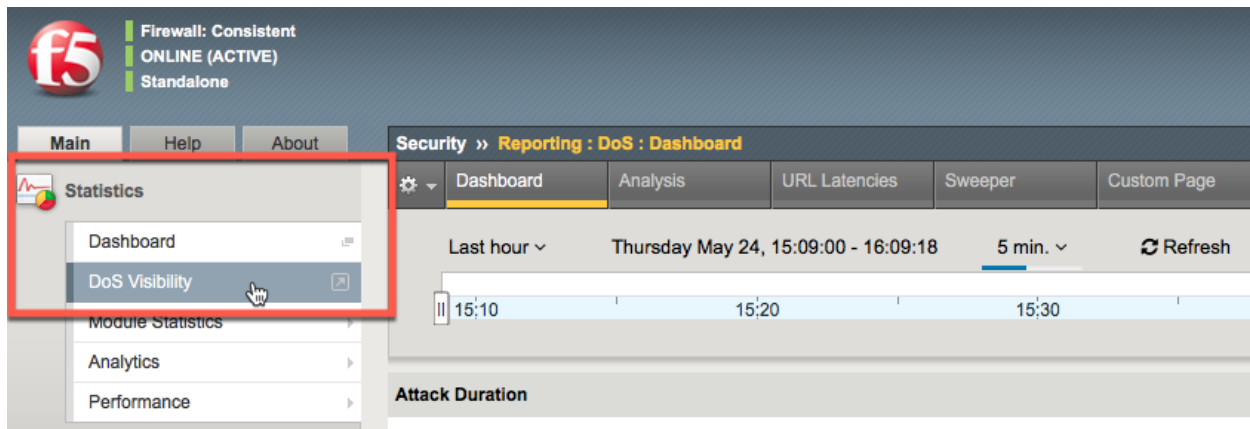 f5
Firewall: Consistent
ONLINE (ACTIVE)
Standalone
Main Help About
Security ›› Reporting : DoS : Dashboard
Statistics
Dashboard
DoS Visibility
Module Statistics
Analytics
Performance
Dashboard Analysis URL Latencies Sweeper Custom Page
Last hour Thursday May 24, 15:09:00 - 16:09:18 5 min. Refresh
15:10 15:20 15:30
Attack Duration